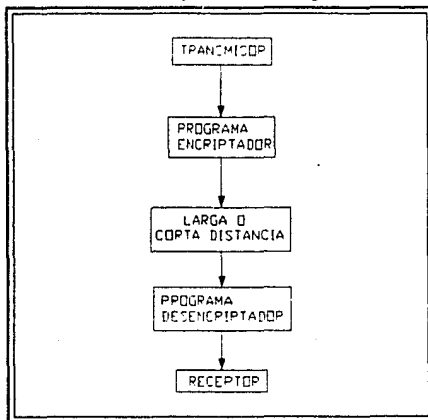 TRANSMISOR
PROGRAMA
ENCRIPTADOR
LARGA O
CORTA DISTANCIA
PROGRAMA
DESENCRIPTADOR
RECEPTOR